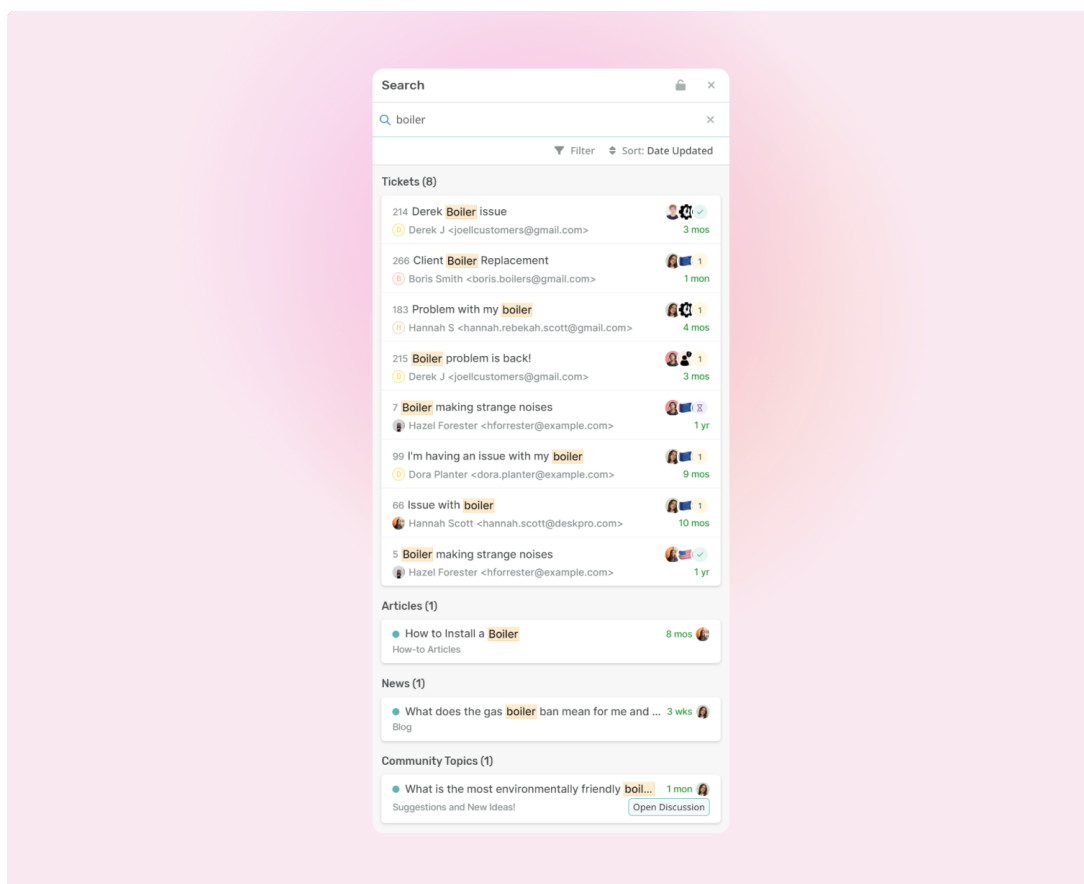 Search
boiler
Filter Sort: Date Updated
Tickets (8)
214 Derek Boiler issue
D Derek J <joellcustomers@gmail.com> 3 mos
266 Client Boiler Replacement 1
B Boris Smith <boris.boilers@gmail.com> 1 mon
183 Problem with my boiler 1
H Hannah S <hannah.rebekah.scott@gmail.com> 4 mos
215 Boiler problem is back! 1
D Derek J <joellcustomers@gmail.com> 3 mos
7 Boiler making strange noises
Hazel Forester <hforrester@example.com> 1 yr
99 I'm having an issue with my boiler 1
D Dora Planter <dora.planter@example.com> 9 mos
66 Issue with boiler 1
Hannah Scott <hannah.scott@deskpro.com> 10 mos
5 Boiler making strange noises
Hazel Forester <hforrester@example.com> 1 yr
Articles (1)
How to Install a Boiler 8 mos
How-to Articles
News (1)
What does the gas boiler ban mean for me and ... 3 wks
Blog
Community Topics (1)
What is the most environmentally friendly boil... 1 mon
Suggestions and New Ideas! Open Discussion